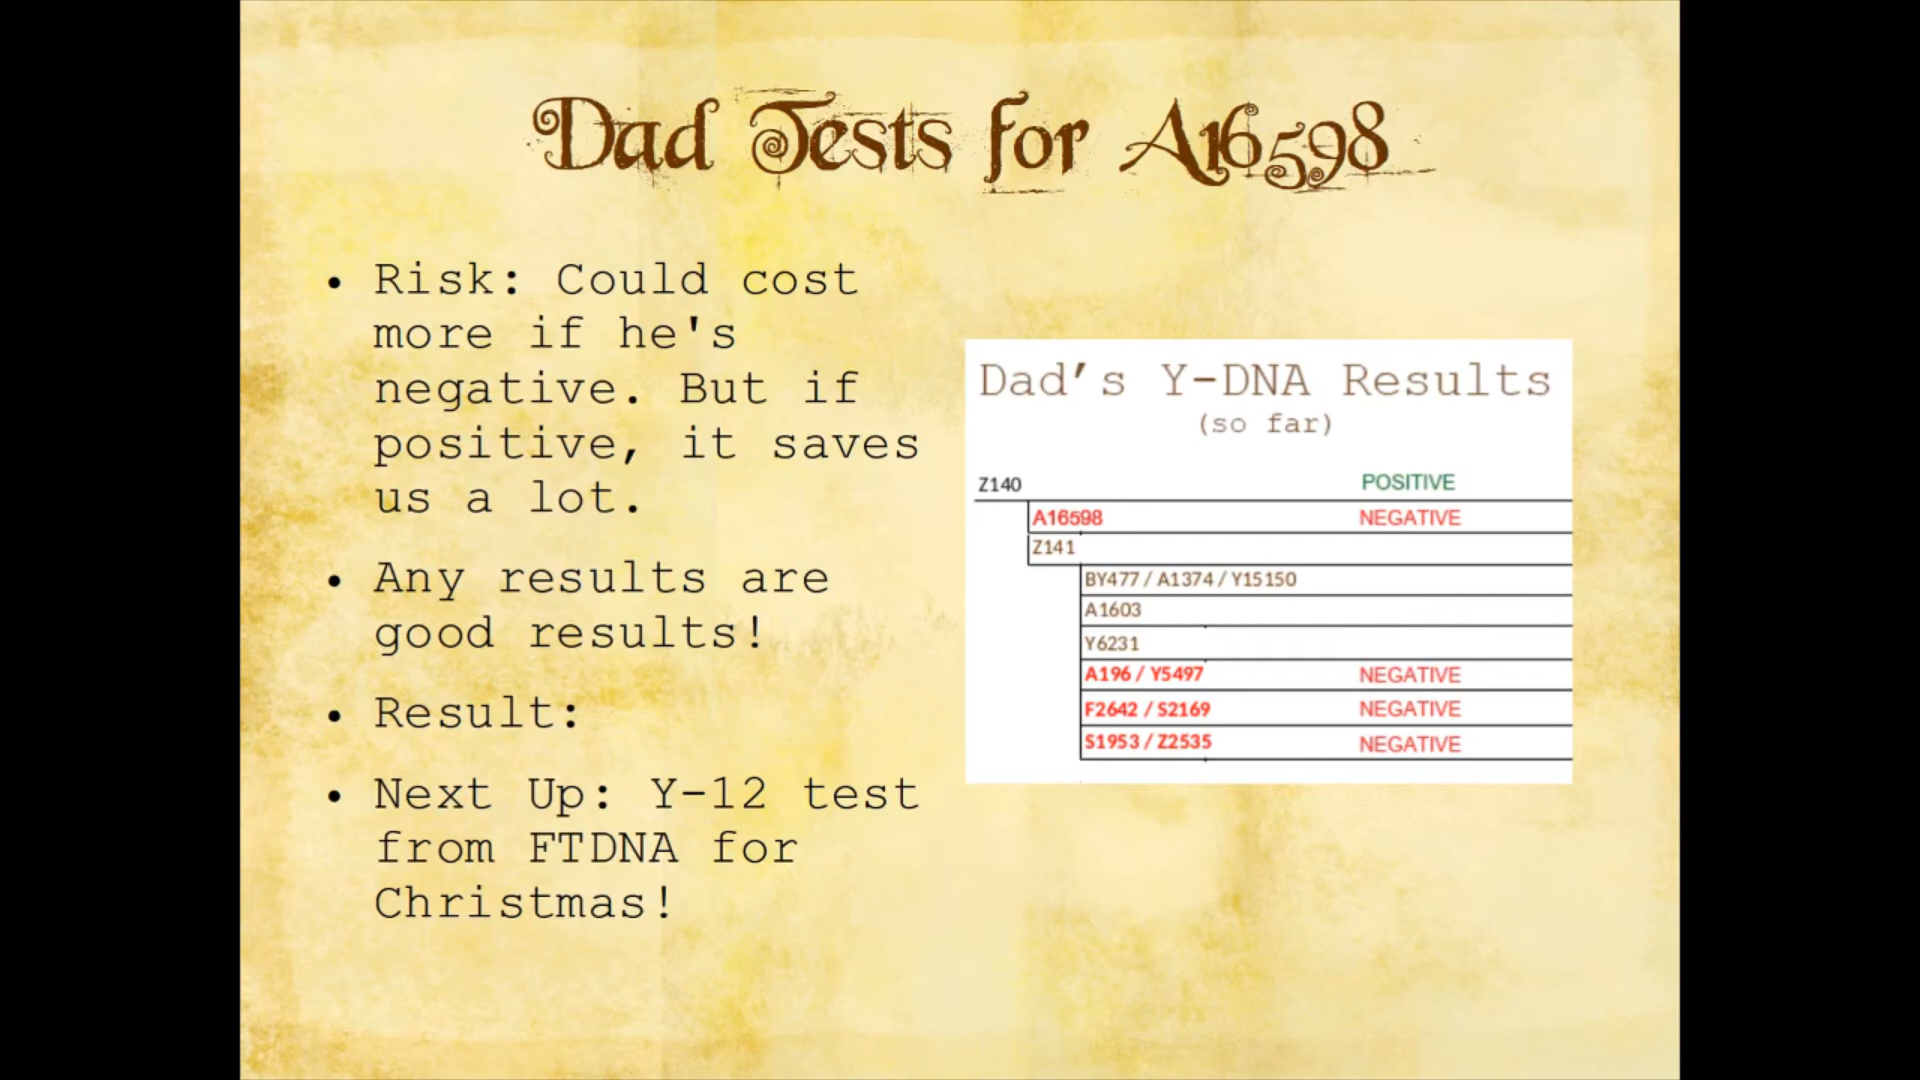 Dad Tests for A16598
• Risk: Could cost
more if he's
negative. But if
positive, it saves
us a lot.
• Any results are
good results!
• Result:
• Next Up: Y-12 test
from FTDNA for
Christmas!
Dad’s Y-DNA Results
(so far)
Z140 POSITIVE
A16598 NEGATIVE
Z141
BY477 / A1374 / Y15150
A1603
Y6231
A196 / Y5497 NEGATIVE
F2642 / S2169 NEGATIVE
S1953 / Z2535 NEGATIVE